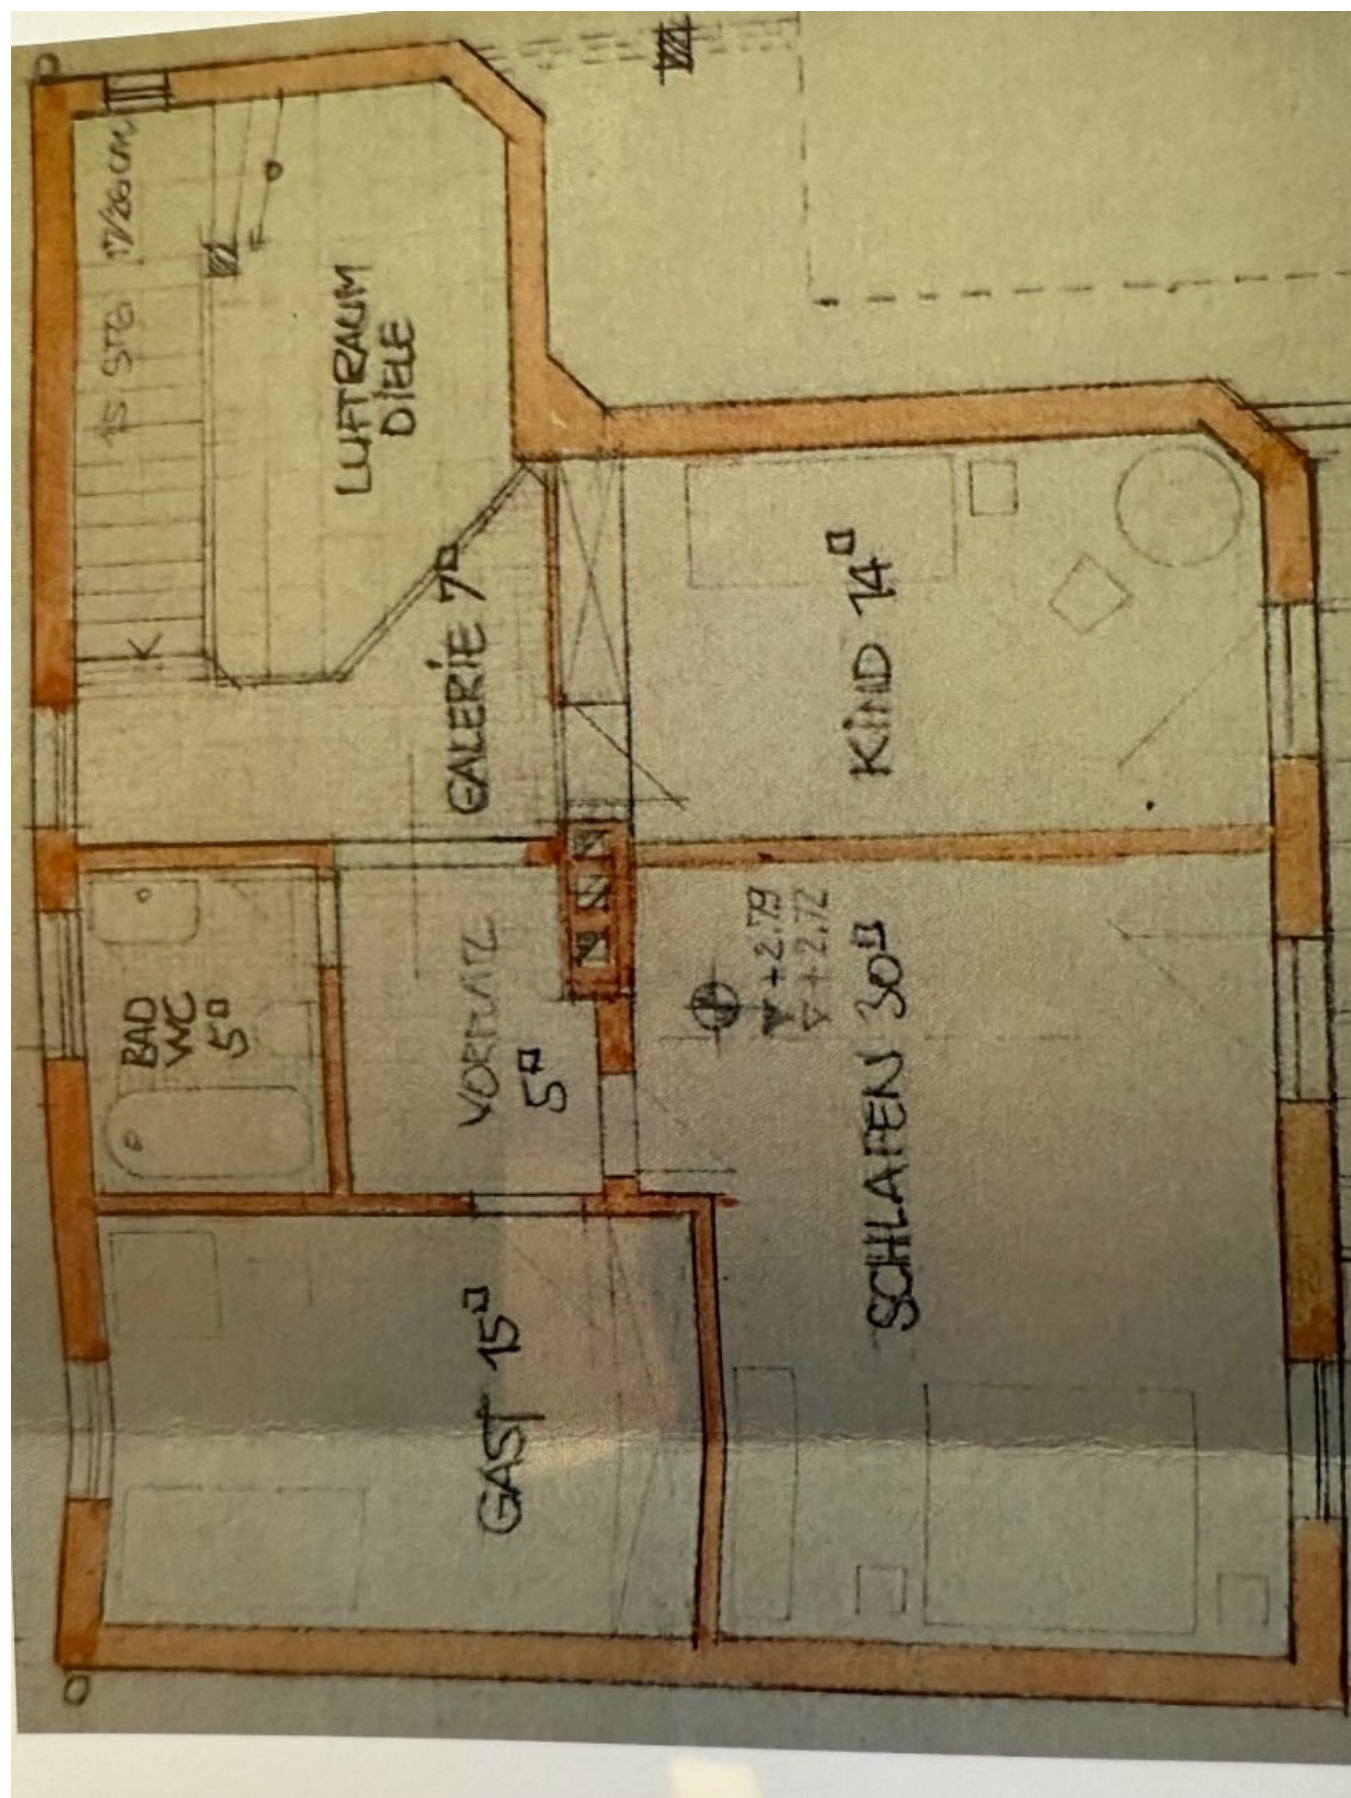 15 STG 17/26 cm
LUFTRAUM
DIELE
GALERIE 7□
KIND 14□
BAD
WC
5□
VORPLATZ
5□
▼ +2.79
▽ +2.72
SCHLAFEN 30□
GAST 15□
K